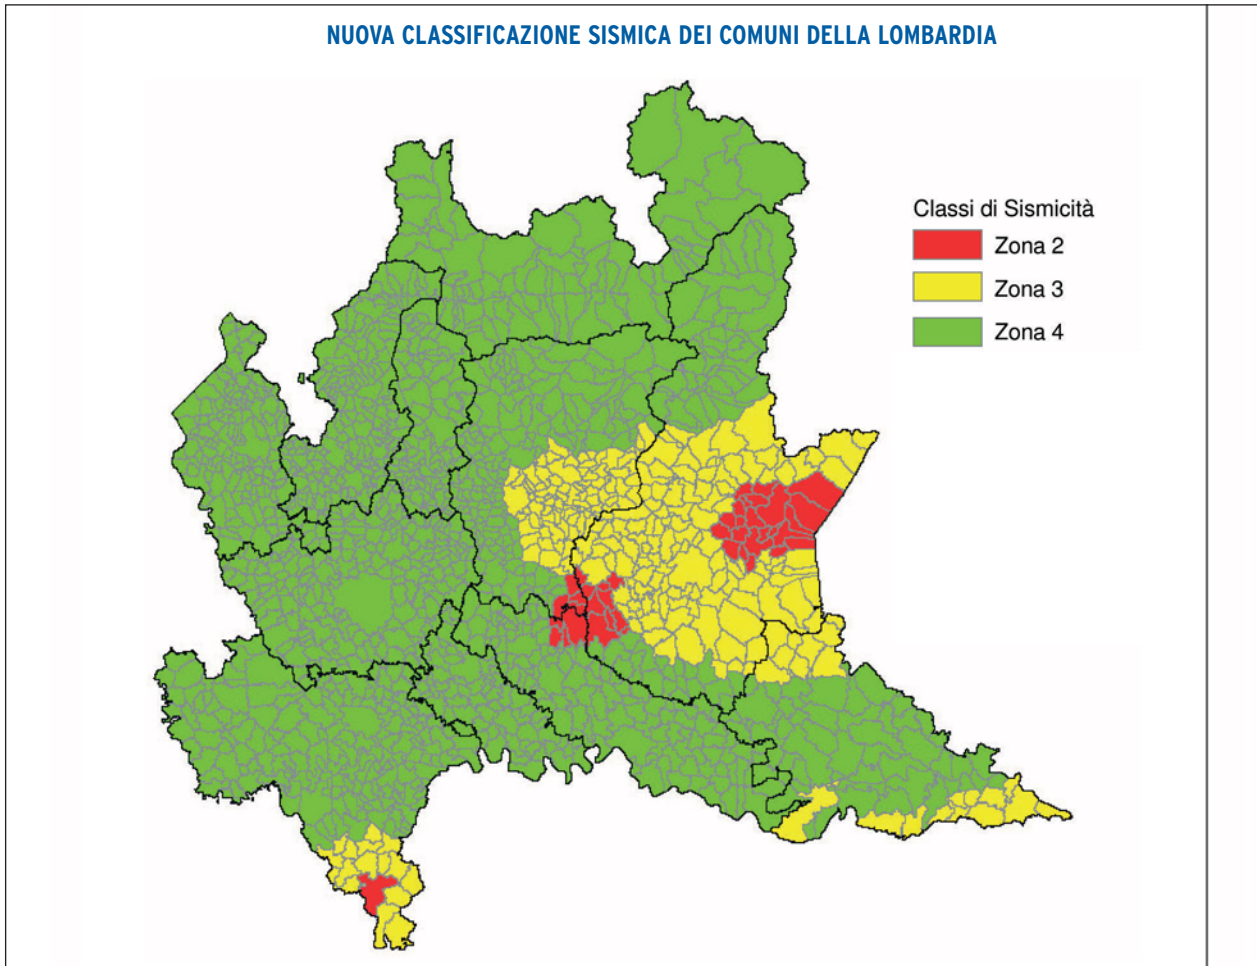 NUOVA CLASSIFICAZIONE SISMICA DEI COMUNI DELLA LOMBARDIA
Classi di Sismicità
Zona 2
Zona 3
Zona 4